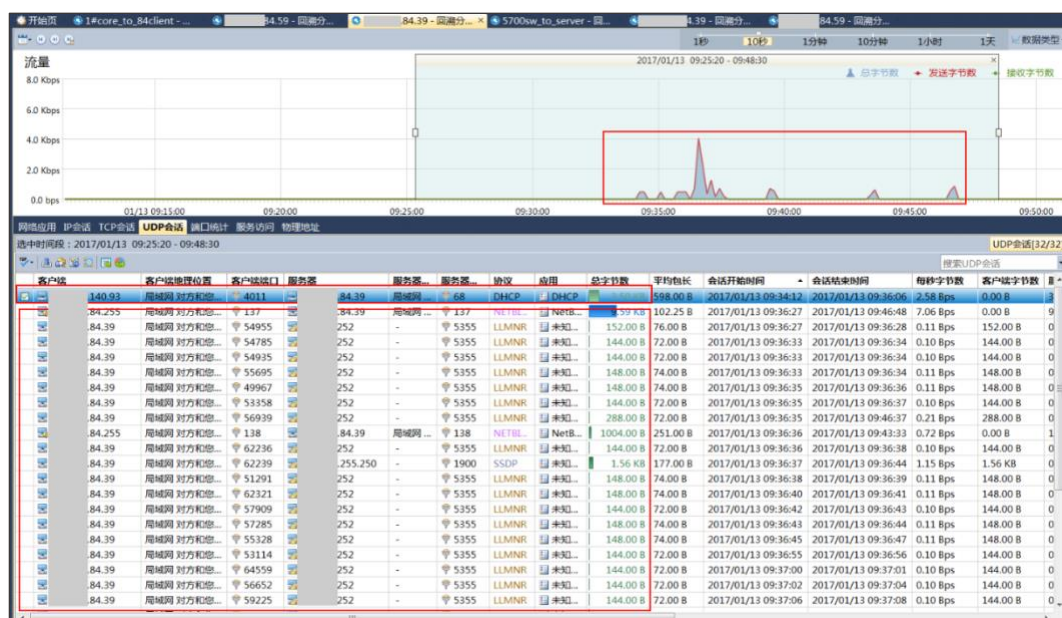 开始页 1#core_to_84client - ... 84.59 - 回溯分... .84.39 - 回溯分... × 5700sw_to_server - 回... 4.39 - 回溯分... 84.59 - 回溯分...
1秒 10秒 1分钟 10分钟 1小时 1天 数据类型
流量
2017/01/13 09:25:20 - 09:48:30
总字节数 发送字节数 接收字节数
8.0 Kbps
6.0 Kbps
4.0 Kbps
2.0 Kbps
0.0 bps
01/13 09:15:00 09:20:00 09:25:00 09:30:00 09:35:00 09:40:00 09:45:00 09:50:00
网络应用 IP会话 TCP会话 UDP会话 端口统计 服务访问 物理地址
选中时间段：2017/01/13 09:25:20 - 09:48:30 UDP会话[32/32
搜索UDP会话
客户端 客户端地理位置 客户端端口 服务器 服务器... 服务器... 协议 应用 总字节数 平均包长 会话开始时间 会话结束时间 每秒字节数 客户端字节数
.140.93 局域网 对方和您... 4011 .84.39 局域网 ... 68 DHCP DHCP 598.00 B 2017/01/13 09:34:12 2017/01/13 09:36:06 2.58 Bps 0.00 B 3
.84.255 局域网 对方和您... 137 .84.39 局域网 ... 137 NETBI... NetB... 9.59 KB 102.25 B 2017/01/13 09:36:27 2017/01/13 09:46:48 7.06 Bps 0.00 B 9
.84.39 局域网 对方和您... 54955 252 - 5355 LLMNR 未知... 152.00 B 76.00 B 2017/01/13 09:36:27 2017/01/13 09:36:28 0.11 Bps 152.00 B 0
.84.39 局域网 对方和您... 54785 252 - 5355 LLMNR 未知... 144.00 B 72.00 B 2017/01/13 09:36:33 2017/01/13 09:36:34 0.10 Bps 144.00 B 0
.84.39 局域网 对方和您... 54935 252 - 5355 LLMNR 未知... 144.00 B 72.00 B 2017/01/13 09:36:33 2017/01/13 09:36:34 0.10 Bps 144.00 B 0
.84.39 局域网 对方和您... 55695 252 - 5355 LLMNR 未知... 148.00 B 74.00 B 2017/01/13 09:36:33 2017/01/13 09:36:34 0.11 Bps 148.00 B 0
.84.39 局域网 对方和您... 49967 252 - 5355 LLMNR 未知... 148.00 B 74.00 B 2017/01/13 09:36:35 2017/01/13 09:36:36 0.11 Bps 148.00 B 0
.84.39 局域网 对方和您... 53358 252 - 5355 LLMNR 未知... 144.00 B 72.00 B 2017/01/13 09:36:35 2017/01/13 09:36:37 0.10 Bps 144.00 B 0
.84.39 局域网 对方和您... 56939 252 - 5355 LLMNR 未知... 288.00 B 72.00 B 2017/01/13 09:36:35 2017/01/13 09:46:37 0.21 Bps 288.00 B 0
.84.255 局域网 对方和您... 138 .84.39 局域网 ... 138 NETBI... NetB... 1004.00 B 251.00 B 2017/01/13 09:36:36 2017/01/13 09:43:33 0.72 Bps 0.00 B 1
.84.39 局域网 对方和您... 62236 252 - 5355 LLMNR 未知... 144.00 B 72.00 B 2017/01/13 09:36:36 2017/01/13 09:36:38 0.10 Bps 144.00 B 0
.84.39 局域网 对方和您... 62239 .255.250 - 1900 SSDP 未知... 1.56 KB 177.00 B 2017/01/13 09:36:37 2017/01/13 09:36:44 1.15 Bps 1.56 KB 0
.84.39 局域网 对方和您... 51291 252 - 5355 LLMNR 未知... 148.00 B 74.00 B 2017/01/13 09:36:38 2017/01/13 09:36:39 0.11 Bps 148.00 B 0
.84.39 局域网 对方和您... 62321 252 - 5355 LLMNR 未知... 148.00 B 74.00 B 2017/01/13 09:36:40 2017/01/13 09:36:41 0.11 Bps 148.00 B 0
.84.39 局域网 对方和您... 57909 252 - 5355 LLMNR 未知... 144.00 B 72.00 B 2017/01/13 09:36:42 2017/01/13 09:36:43 0.10 Bps 144.00 B 0
.84.39 局域网 对方和您... 57285 252 - 5355 LLMNR 未知... 148.00 B 74.00 B 2017/01/13 09:36:43 2017/01/13 09:36:44 0.11 Bps 148.00 B 0
.84.39 局域网 对方和您... 55328 252 - 5355 LLMNR 未知... 148.00 B 74.00 B 2017/01/13 09:36:45 2017/01/13 09:36:47 0.11 Bps 148.00 B 0
.84.39 局域网 对方和您... 53114 252 - 5355 LLMNR 未知... 144.00 B 72.00 B 2017/01/13 09:36:55 2017/01/13 09:36:56 0.10 Bps 144.00 B 0
.84.39 局域网 对方和您... 64559 252 - 5355 LLMNR 未知... 144.00 B 72.00 B 2017/01/13 09:37:00 2017/01/13 09:37:01 0.10 Bps 144.00 B 0
.84.39 局域网 对方和您... 56652 252 - 5355 LLMNR 未知... 144.00 B 72.00 B 2017/01/13 09:37:02 2017/01/13 09:37:04 0.10 Bps 144.00 B 0
.84.39 局域网 对方和您... 59225 252 - 5355 LLMNR 未知... 144.00 B 72.00 B 2017/01/13 09:37:06 2017/01/13 09:37:08 0.10 Bps 144.00 B 0